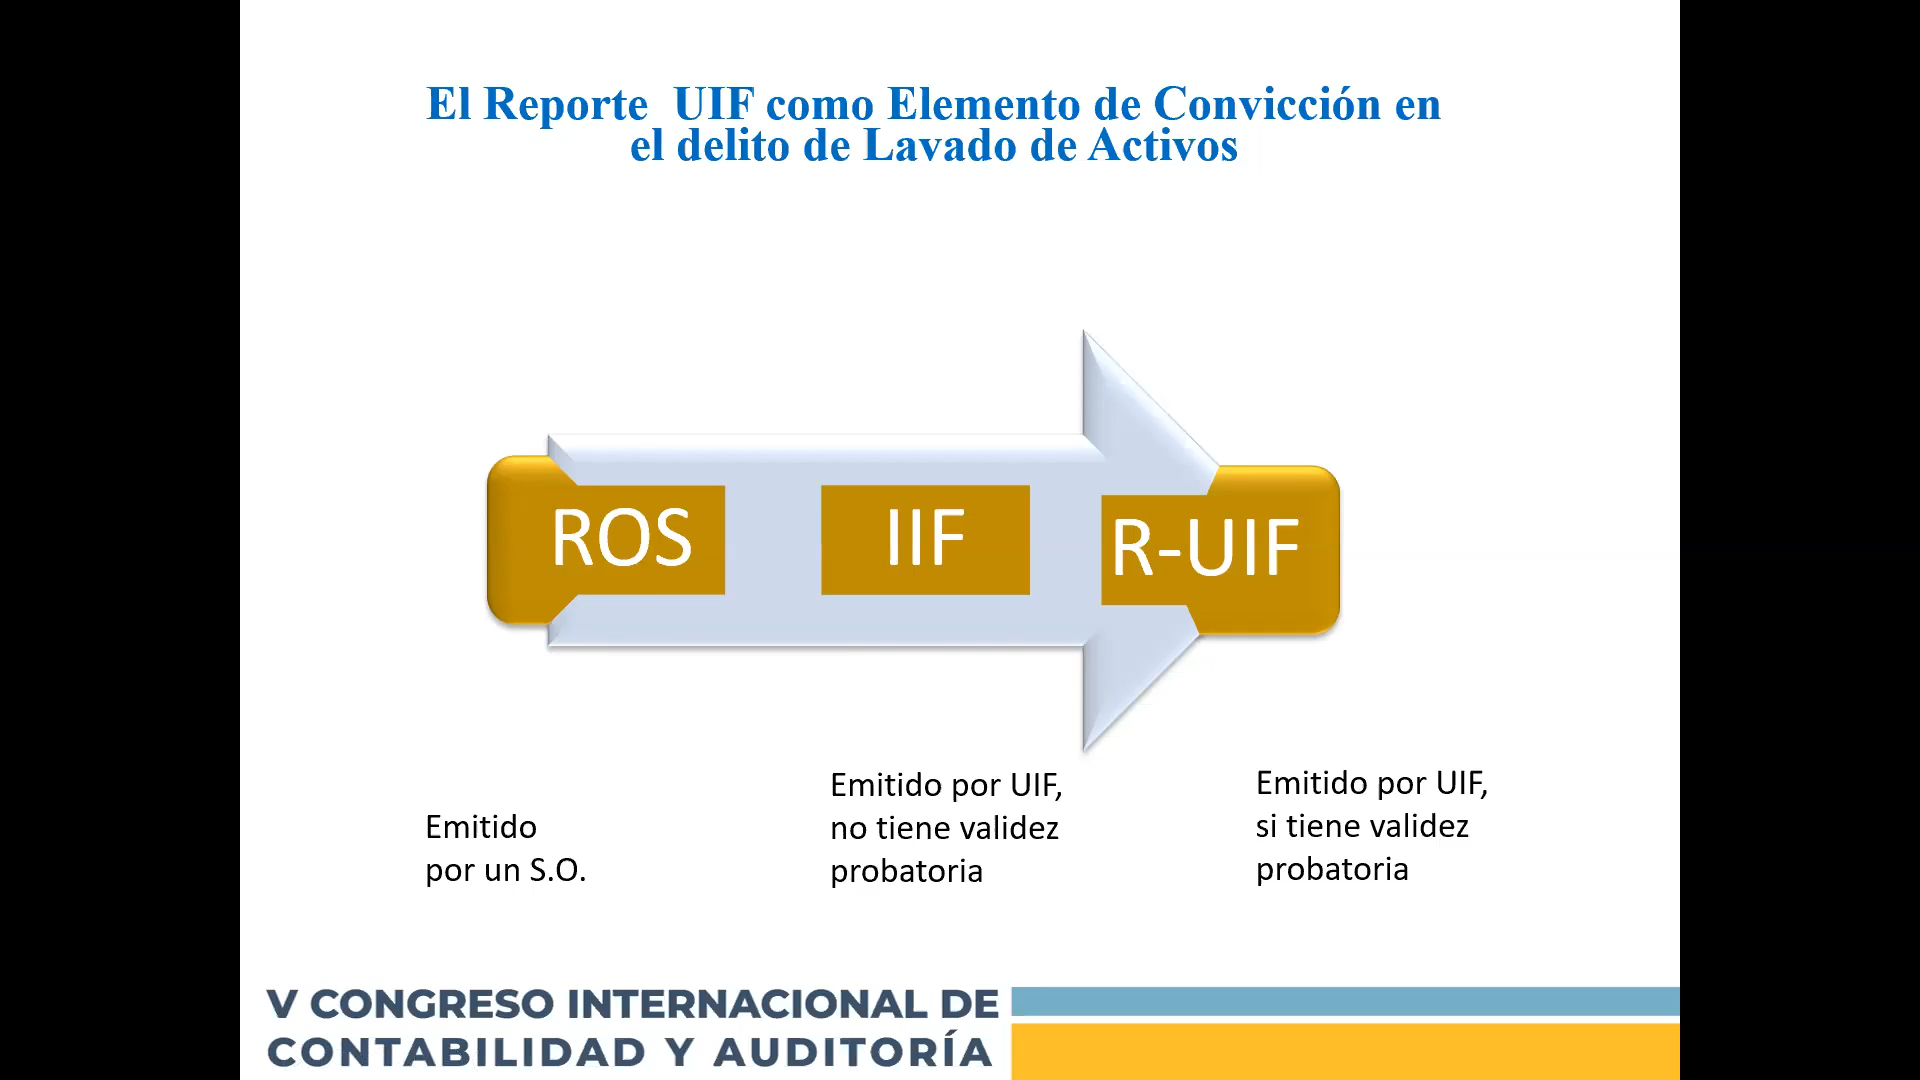 El Reporte  UIF como Elemento de Convicción en
el delito de Lavado de Activos
ROS
IIF
R-UIF
Emitido
por un S.O.
Emitido por UIF,
no tiene validez
probatoria
Emitido por UIF,
si tiene validez
probatoria
V CONGRESO INTERNACIONAL DE
CONTABILIDAD Y AUDITORÍA